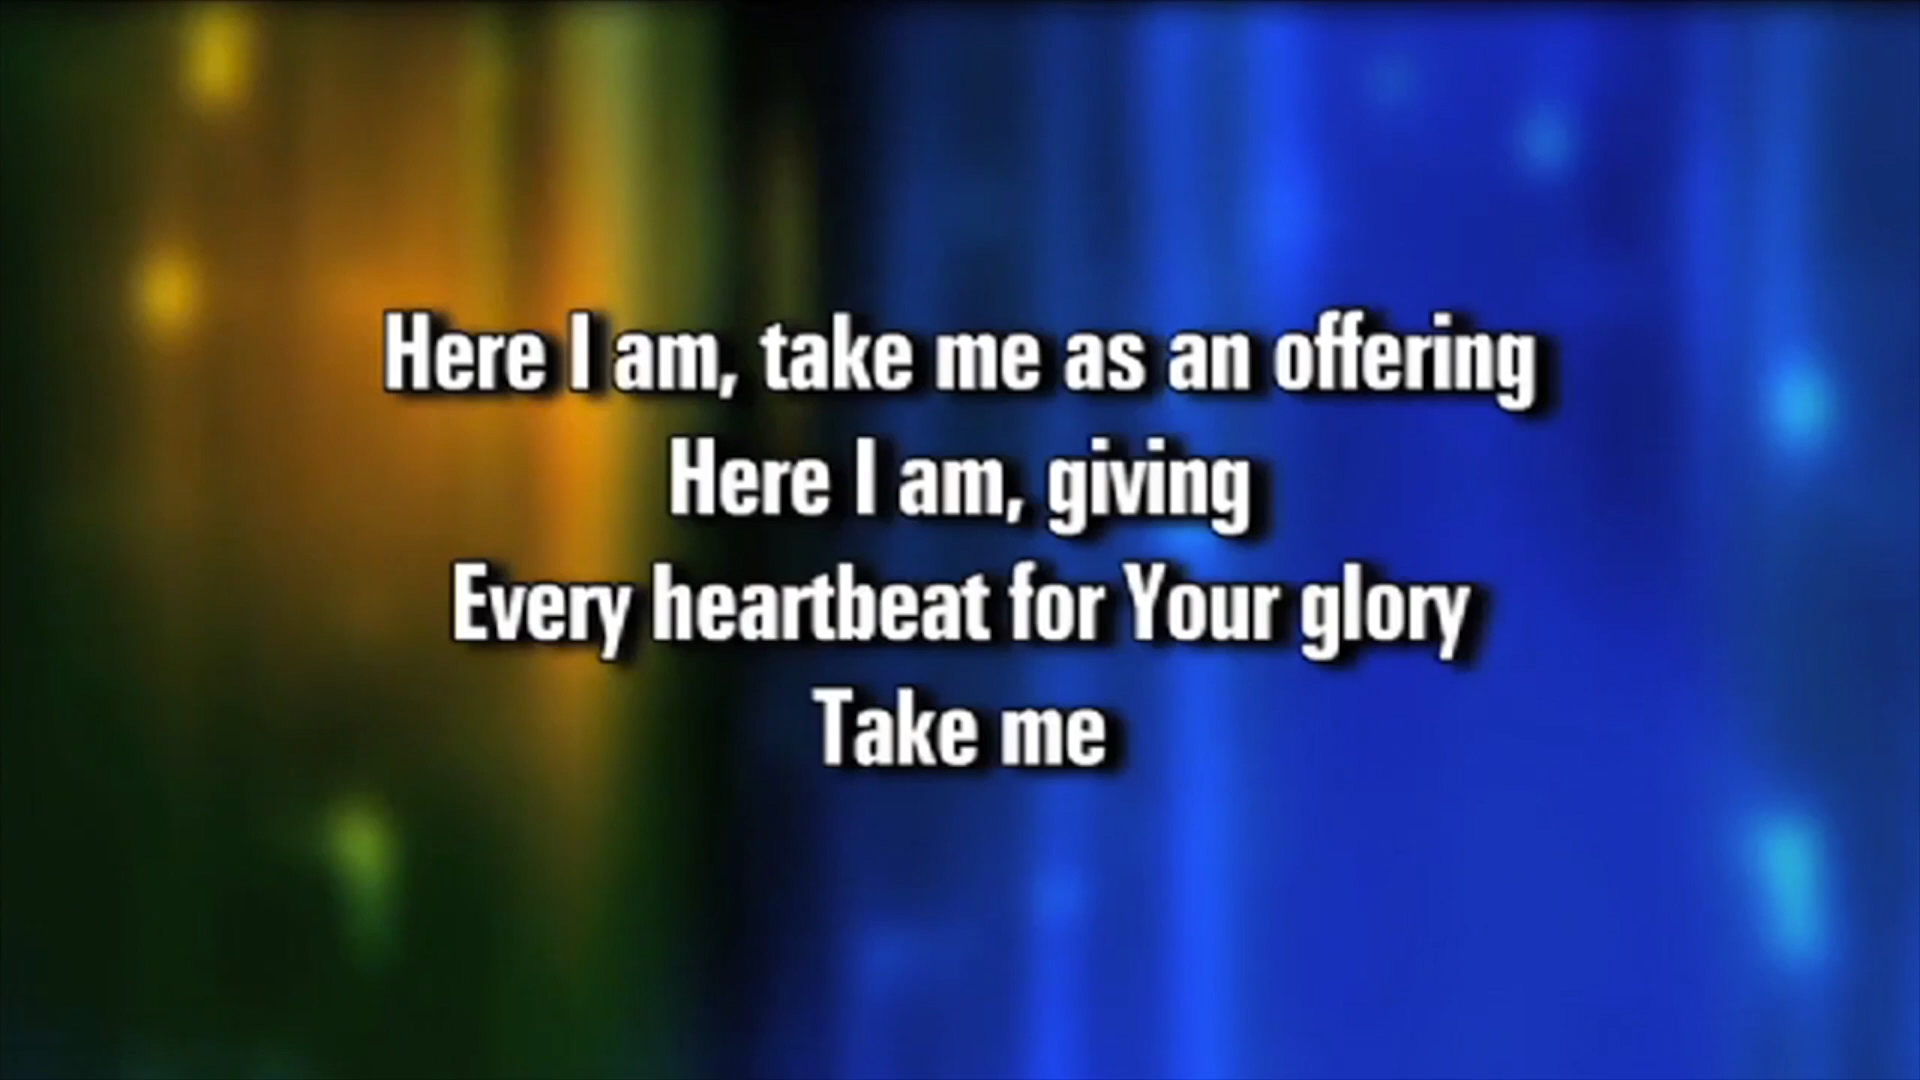 Here I am, take me as an offering
Here I am, giving
Every heartbeat for Your glory
Take me